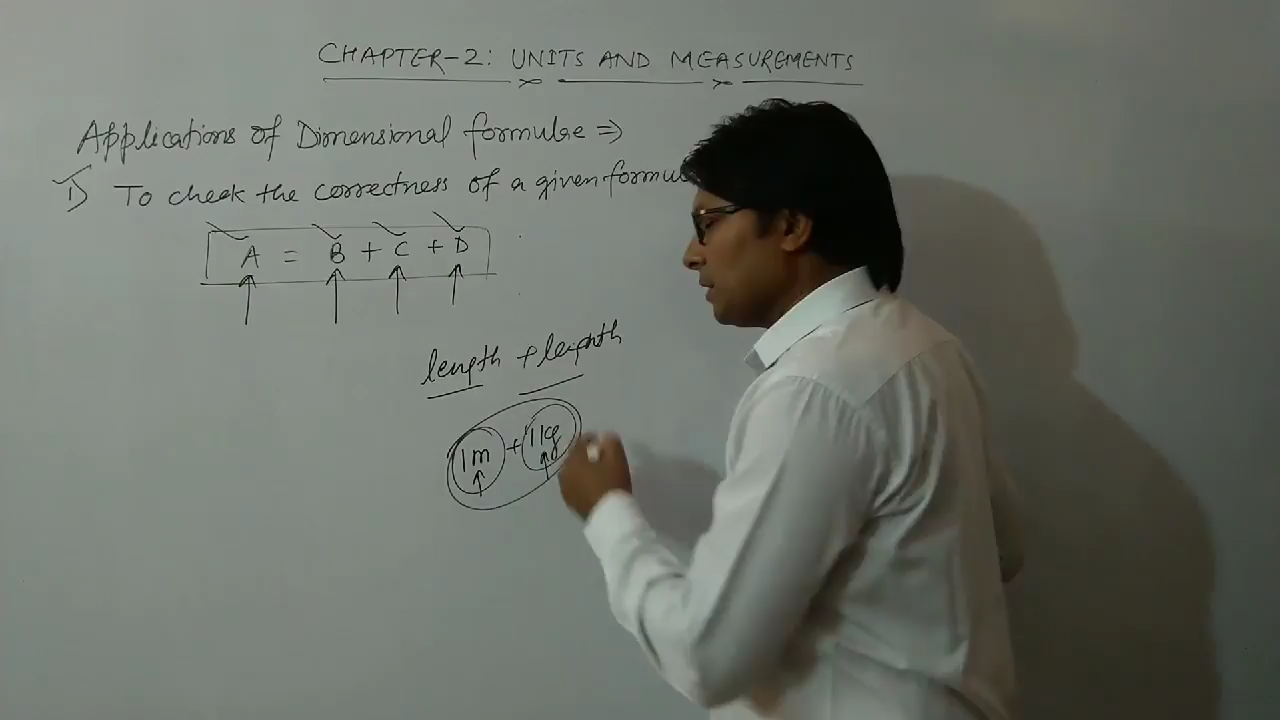 CHAPTER-2: UNITS AND MEASUREMENTS
Applications of Dimensional formulae ⇒
1) To check the correctness of a given formul
A = B + C + D
length + length
1m + 1kg